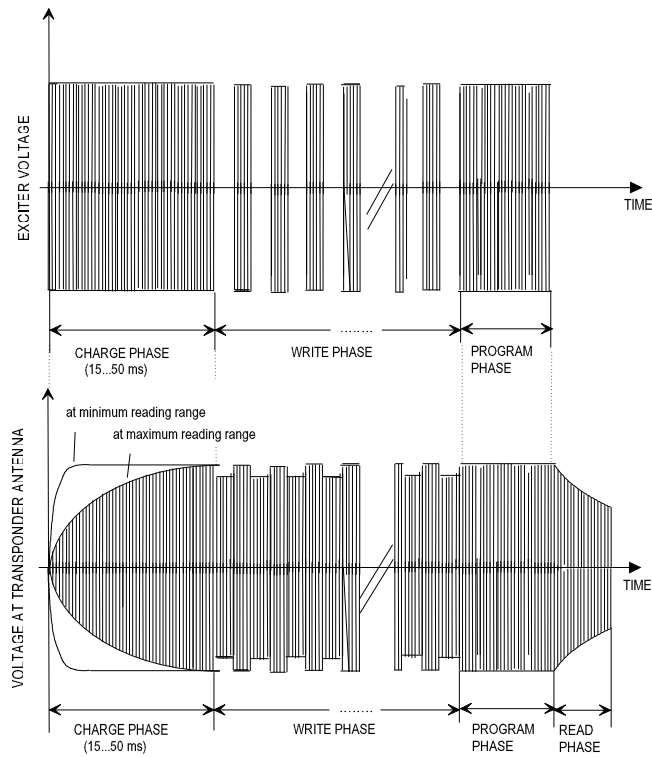 EXCITER VOLTAGE
TIME
CHARGE PHASE
(15...50 ms)
WRITE PHASE
PROGRAM
PHASE
VOLTAGE AT TRANSPONDER ANTENNA
at minimum reading range
at maximum reading range
TIME
CHARGE PHASE
(15...50 ms)
WRITE PHASE
PROGRAM
PHASE
READ
PHASE